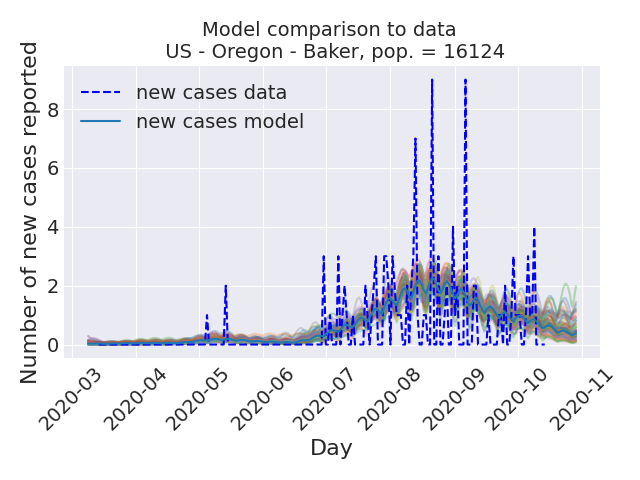 Model comparison to data
US - Oregon - Baker, pop. = 16124
Number of new cases reported
new cases data
new cases model
8
6
4
2
0
2020-03
2020-04
2020-05
2020-06
2020-07
2020-08
2020-09
2020-10
2020-11
Day